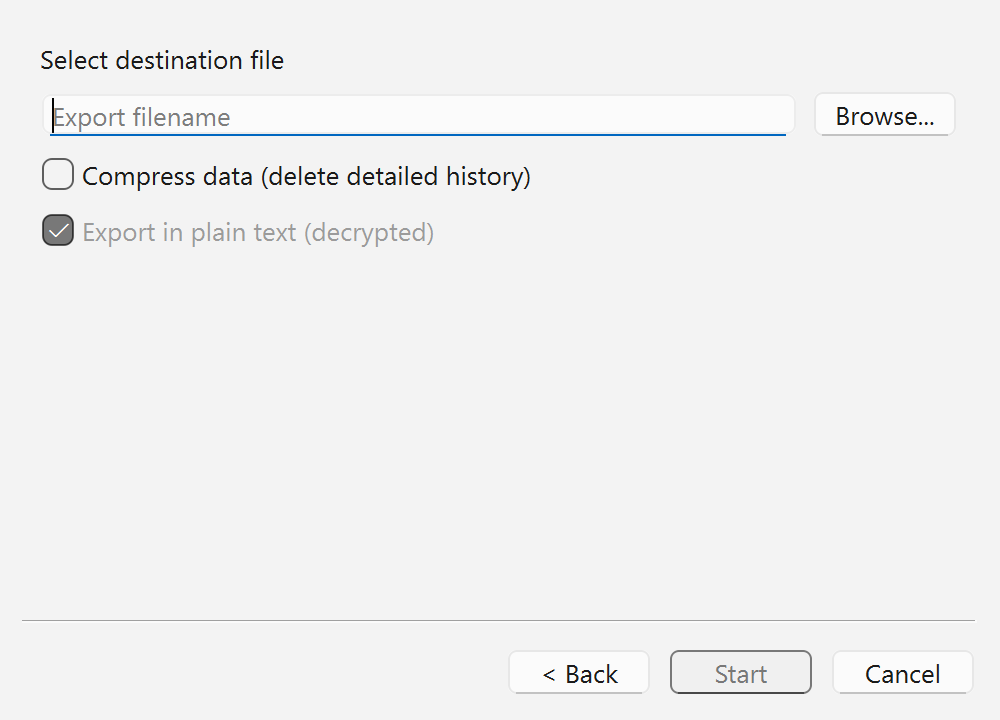 Select destination file
Export filename
Browse...
Compress data (delete detailed history)
Export in plain text (decrypted)
< Back
Start
Cancel